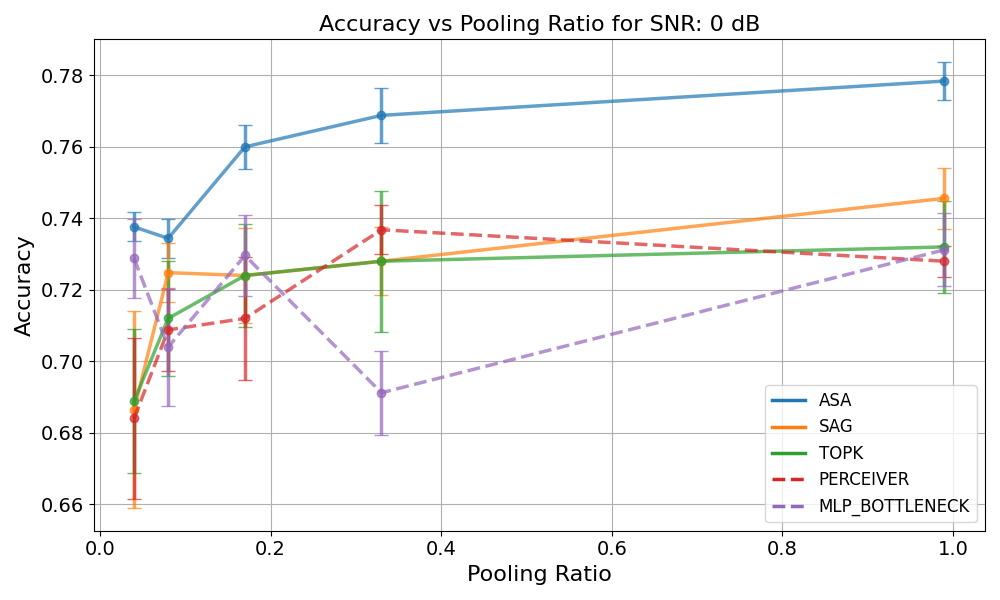 Accuracy vs Pooling Ratio for SNR: 0 dB
Accuracy
0.78
0.76
0.74
0.72
0.70
0.68
0.66
0.0 0.2 0.4 0.6 0.8 1.0
Pooling Ratio
ASA
SAG
TOPK
PERCEIVER
MLP_BOTTLENECK